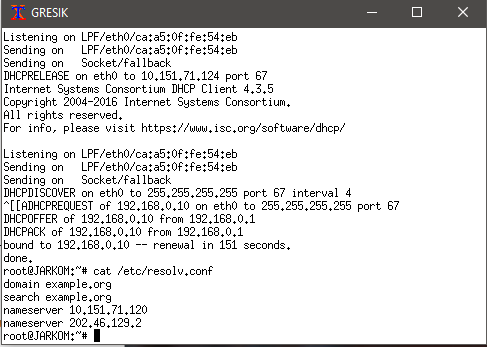 GRESIK
Listening on LPF/eth0/ca:a5:0f:fe:54:eb
Sending on   LPF/eth0/ca:a5:0f:fe:54:eb
Sending on   Socket/fallback
DHCPRELEASE on eth0 to 10.151.71.124 port 67
Internet Systems Consortium DHCP Client 4.3.5
Copyright 2004-2016 Internet Systems Consortium.
All rights reserved.
For info, please visit https://www.isc.org/software/dhcp/

Listening on LPF/eth0/ca:a5:0f:fe:54:eb
Sending on   LPF/eth0/ca:a5:0f:fe:54:eb
Sending on   Socket/fallback
DHCPDISCOVER on eth0 to 255.255.255.255 port 67 interval 4
^[[ADHCPREQUEST of 192.168.0.10 on eth0 to 255.255.255.255 port 67
DHCPOFFER of 192.168.0.10 from 192.168.0.1
DHCPACK of 192.168.0.10 from 192.168.0.1
bound to 192.168.0.10 -- renewal in 151 seconds.
done.
root@JARKOM:~# cat /etc/resolv.conf
domain example.org
search example.org
nameserver 10.151.71.120
nameserver 202.46.129.2
root@JARKOM:~#